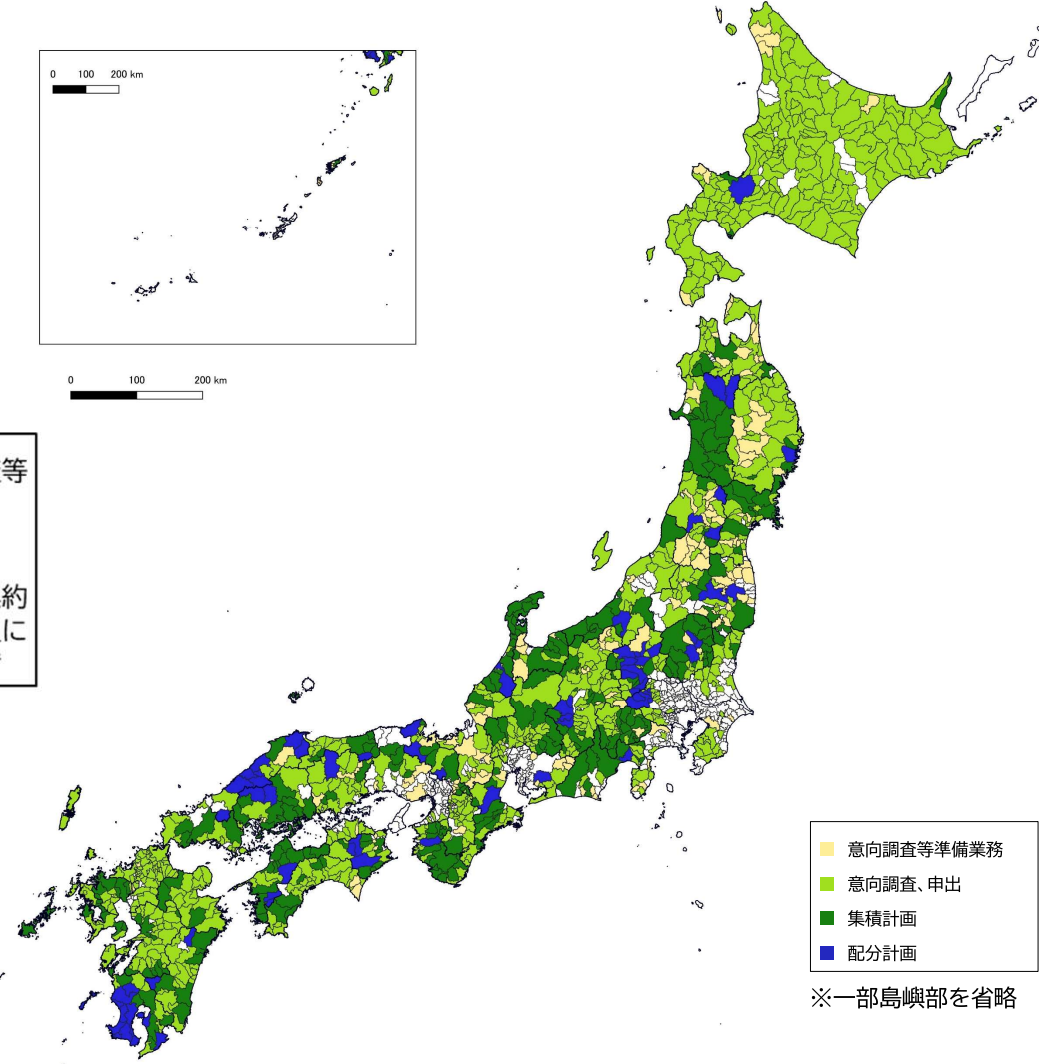 0 100 200 km
0 100 200 km
等
約
に
意向調査等準備業務
意向調査、申出
集積計画
配分計画
※一部島嶼部を省略